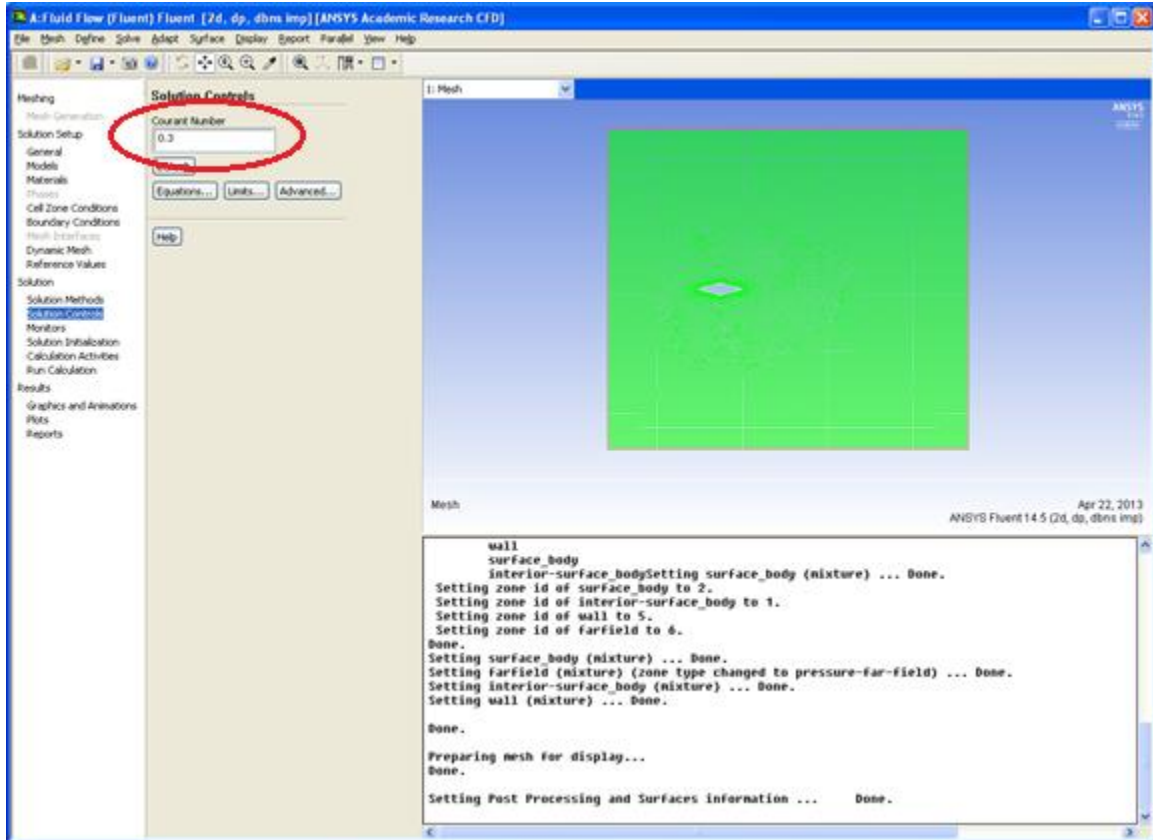 A:Fluid Flow (Fluent) Fluent [2d, dp, dbns imp] [ANSYS Academic Research CFD]
File Mesh Define Solve Adapt Surface Display Report Parallel View Help
Meshing
Mesh Generation
Solution Setup
General
Models
Materials
Phases
Cell Zone Conditions
Boundary Conditions
Mesh Interfaces
Dynamic Mesh
Reference Values
Solution
Solution Methods
Solution Controls
Monitors
Solution Initialization
Calculation Activities
Run Calculation
Results
Graphics and Animations
Plots
Reports
Solution Controls
Courant Number
0.3
Equations... Limits... Advanced...
Help
1: Mesh
ANSYS
Mesh
Apr 22, 2013
ANSYS Fluent 14.5 (2d, dp, dbns imp)
wall
surface_body
interior-surface_bodySetting surface_body (mixture) ... Done.
Setting zone id of surface_body to 2.
Setting zone id of interior-surface_body to 1.
Setting zone id of wall to 5.
Setting zone id of farfield to 6.
Done.
Setting surface_body (mixture) ... Done.
Setting farfield (mixture) (zone type changed to pressure-far-field) ... Done.
Setting interior-surface_body (mixture) ... Done.
Setting wall (mixture) ... Done.
Done.
Preparing mesh for display...
Done.
Setting Post Processing and Surfaces information ... Done.